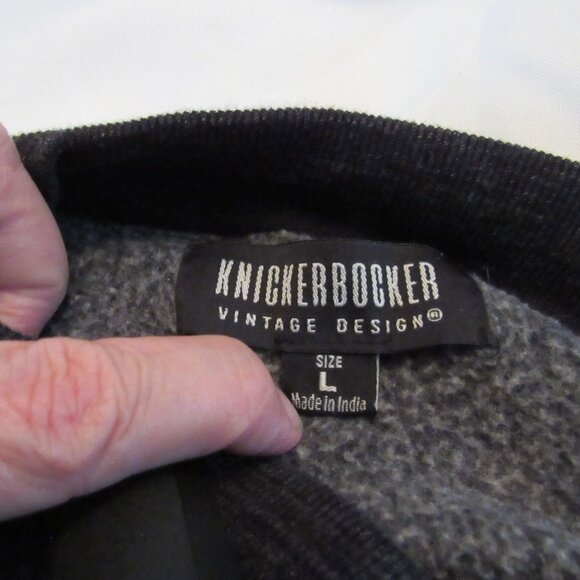 KNICKERBOCKER
VINTAGE DESIGN®
SIZE
L
Made in India